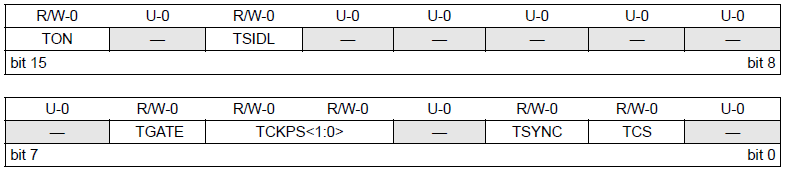 R/W-0 U-0 R/W-0 U-0 U-0 U-0 U-0 U-0
TON — TSIDL — — — — —
bit 15 bit 8
U-0 R/W-0 R/W-0 R/W-0 U-0 R/W-0 R/W-0 U-0
— TGATE TCKPS<1:0> — TSYNC TCS —
bit 7 bit 0